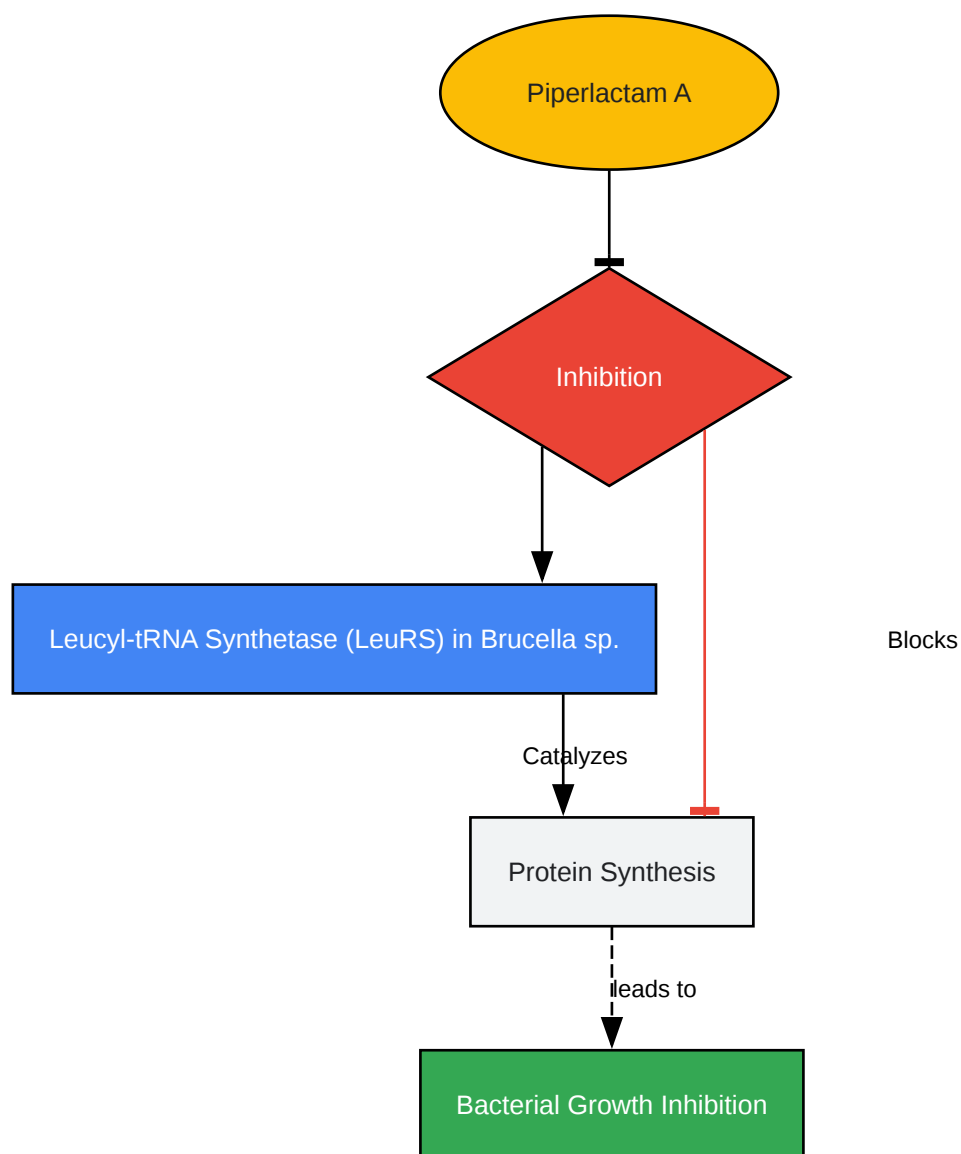 Piperlactam A
Inhibition
Leucyl-tRNA Synthetase (LeuRS) in Brucella sp.
Blocks
Catalyzes
Protein Synthesis
leads to
Bacterial Growth Inhibition